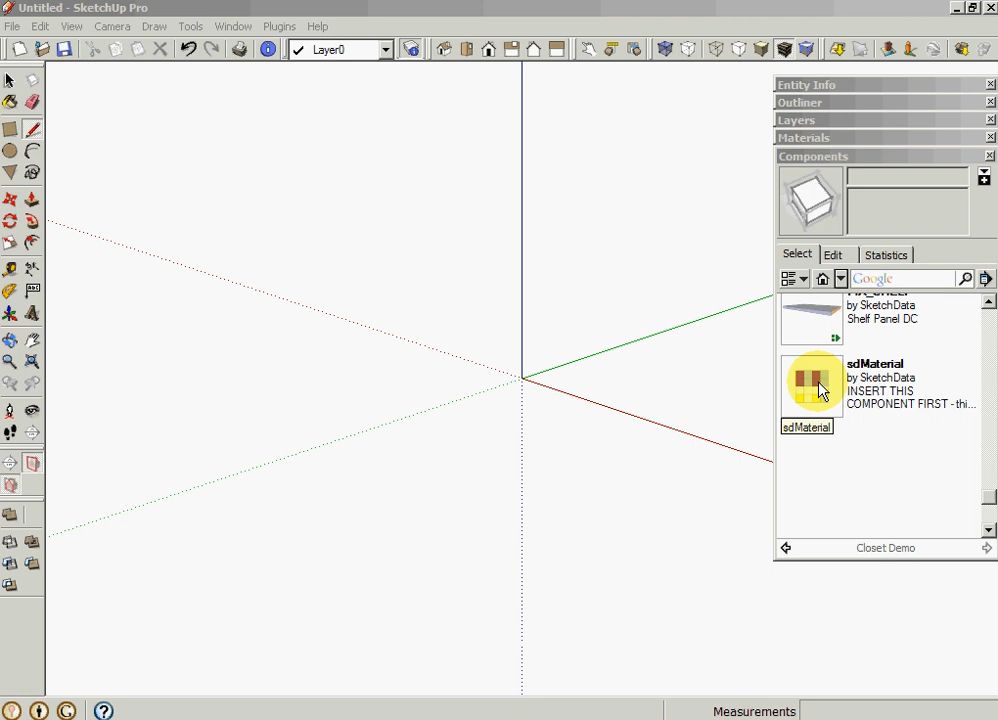 Untitled - SketchUp Pro
File Edit View Camera Draw Tools Window Plugins Help
Layer0
Entity Info
Outliner
Layers
Materials
Components
Select Edit Statistics
Google
by SketchData
Shelf Panel DC
sdMaterial
by SketchData
INSERT THIS
COMPONENT FIRST - thi...
sdMaterial
Closet Demo
Measurements